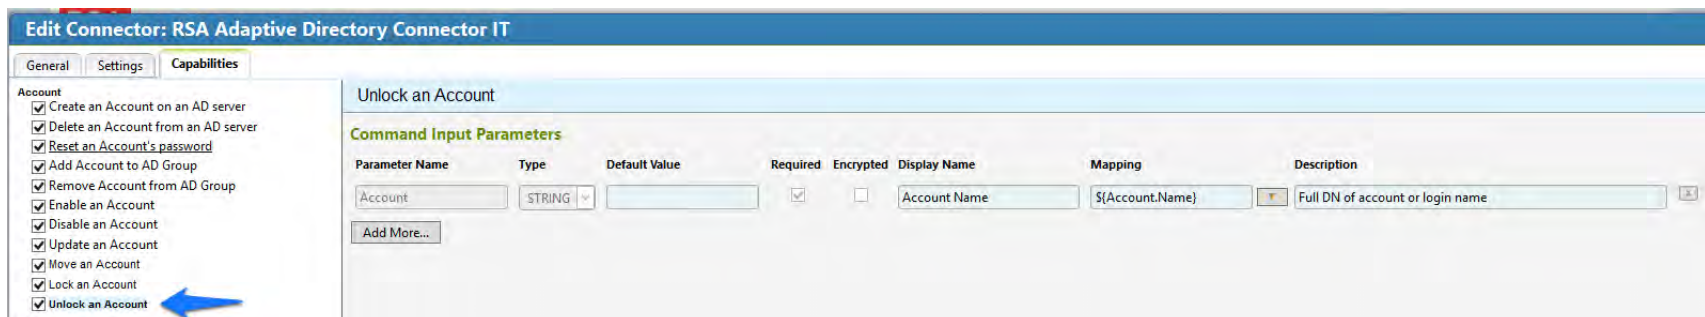 Edit Connector: RSA Adaptive Directory Connector IT
General Settings Capabilities
Account
Create an Account on an AD server
Delete an Account from an AD server
Reset an Account's password
Add Account to AD Group
Remove Account from AD Group
Enable an Account
Disable an Account
Update an Account
Move an Account
Lock an Account
Unlock an Account
Unlock an Account
Command Input Parameters
Parameter Name Type Default Value Required Encrypted Display Name Mapping Description
Account STRING Account Name ${Account.Name} Full DN of account or login name
Add More...